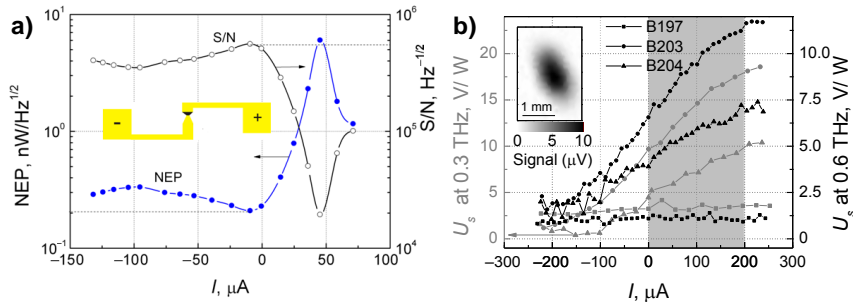 a)
NEP, nW/Hz^1/2
10^1
10^0
10^−1
−150 −100 −50 0 50 100
I, μA
S/N, Hz^−1/2
10^6
10^5
10^4
S/N
NEP
- +
b)
U_s at 0.3 THz, V/ W
20
15
10
5
0
−300 −200 −100 0 100 200 300
I, μA
U_s at 0.6 THz, V/ W
10.0
7.5
5.0
2.5
0
B197
B203
B204
1 mm
0 5 10
Signal (μV)